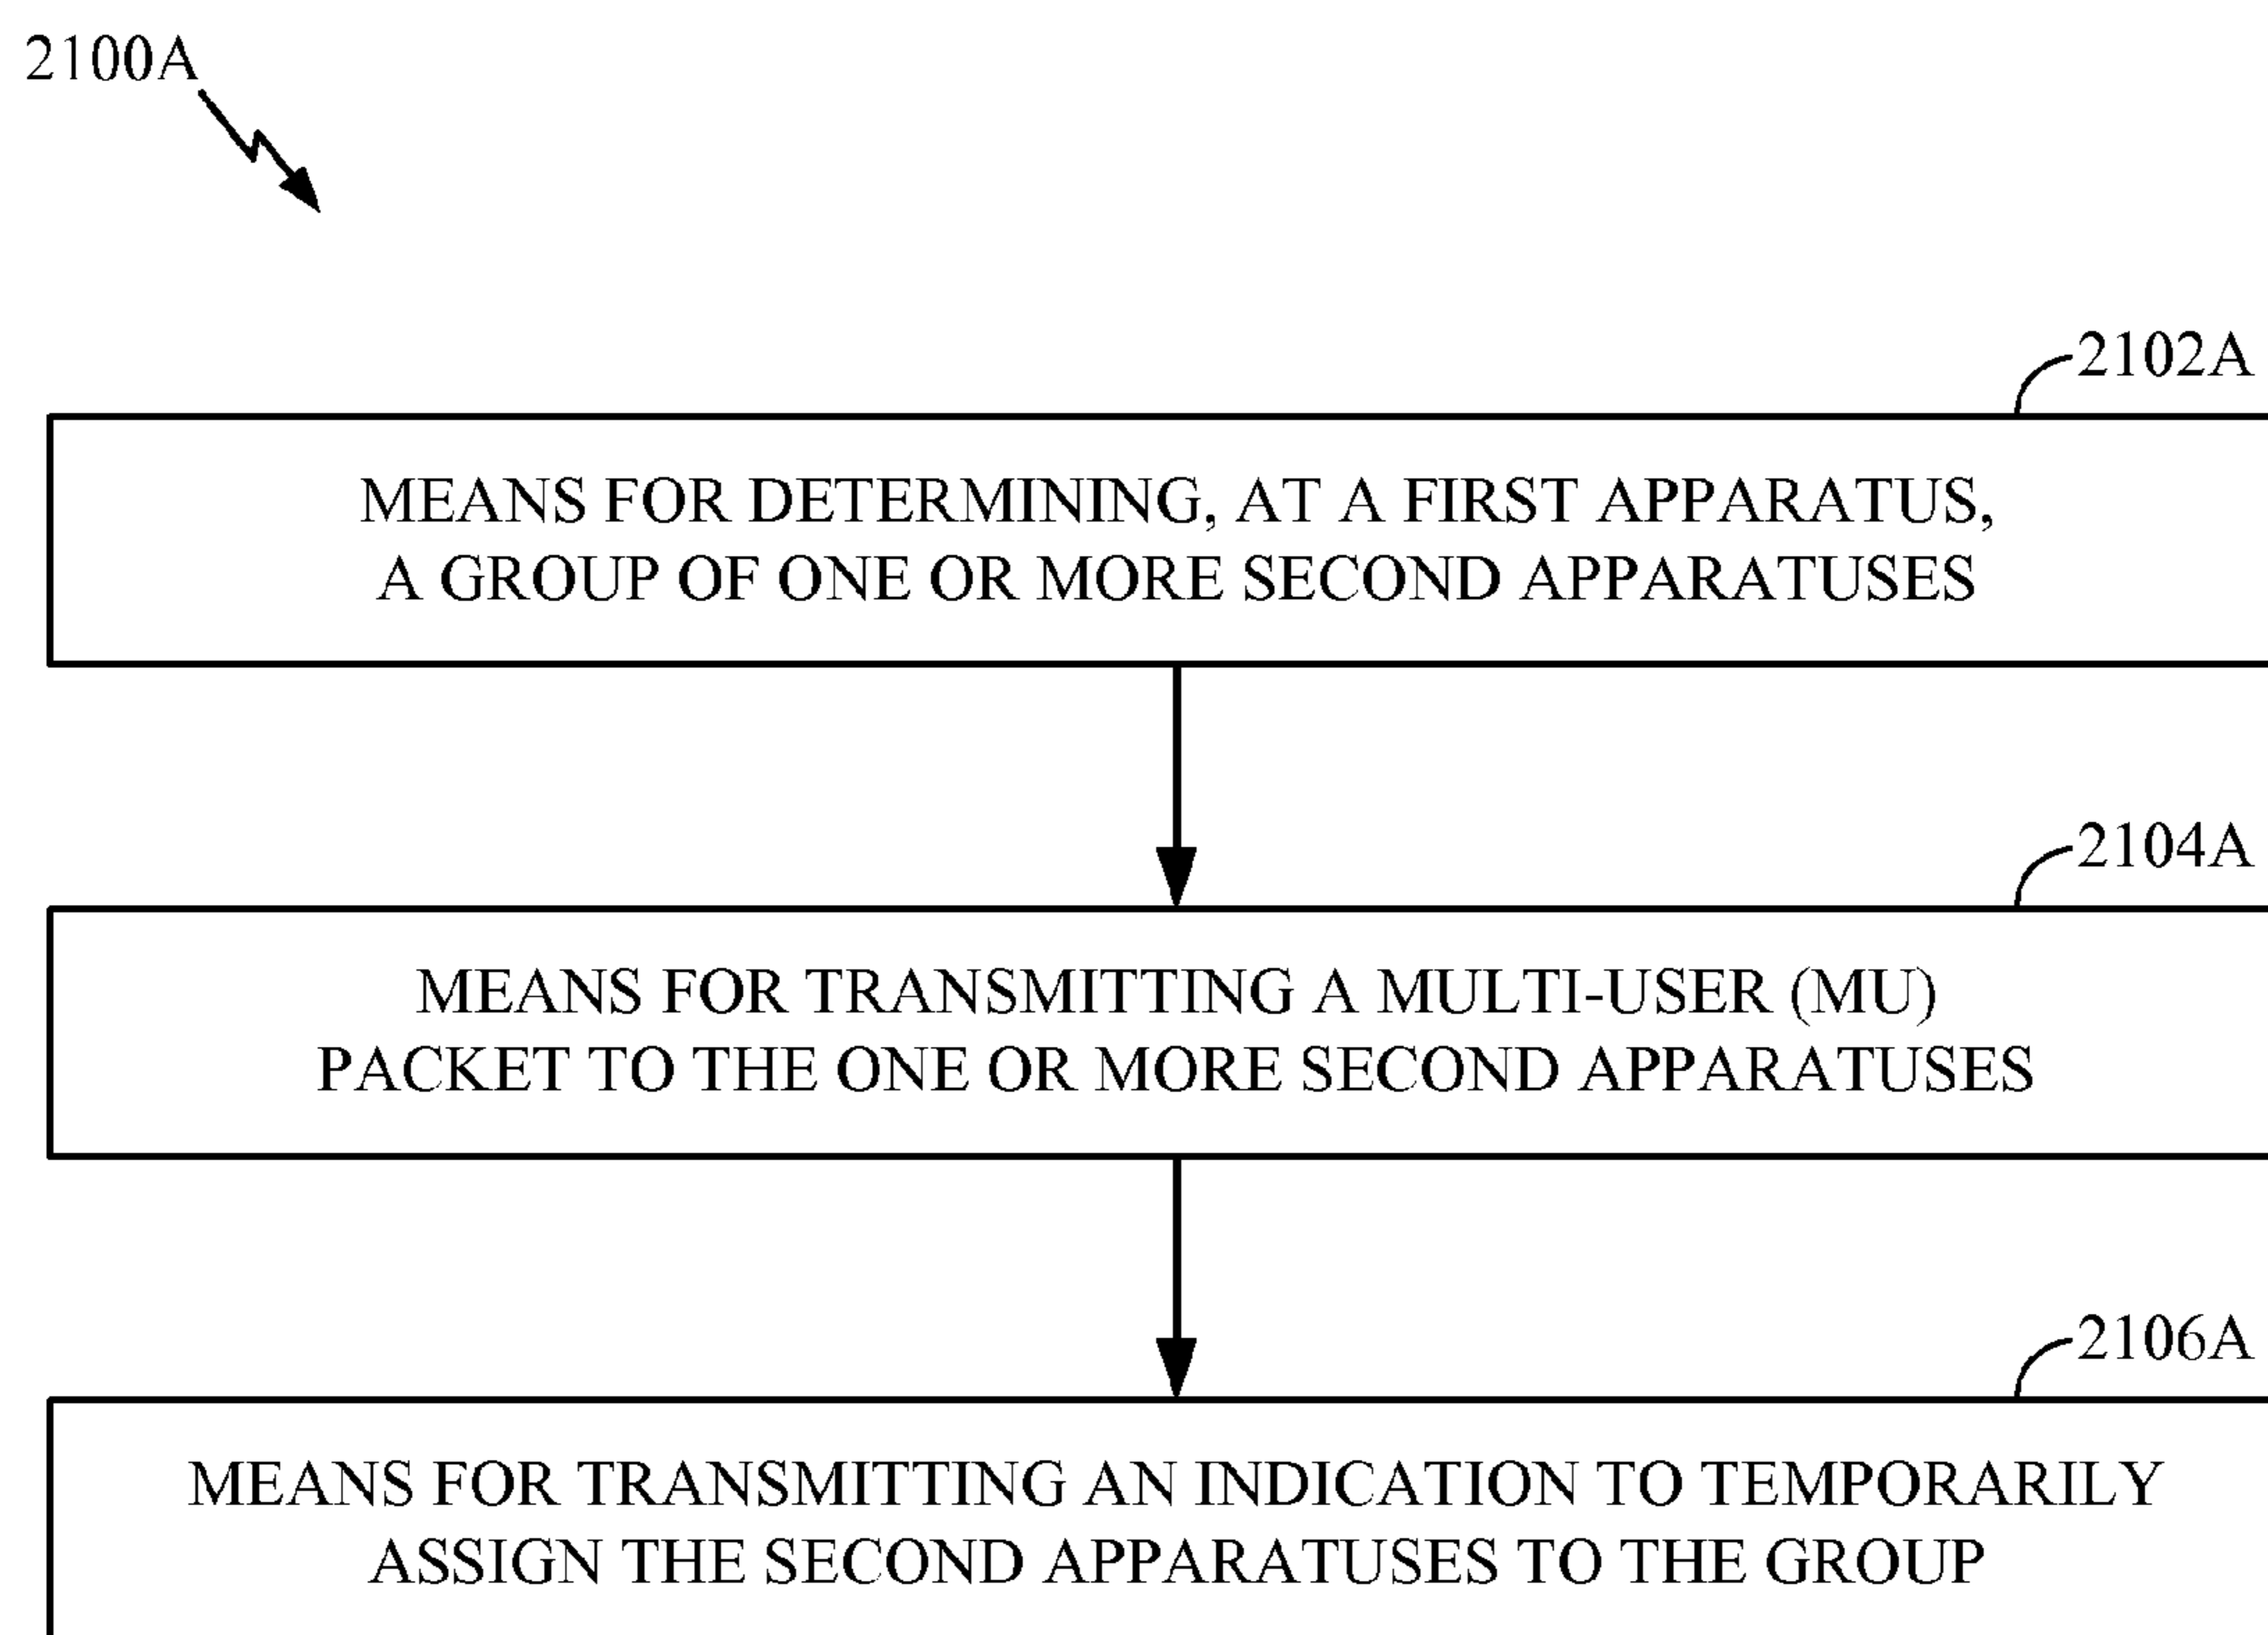 2100A
2102A
MEANS FOR DETERMINING, AT A FIRST APPARATUS,
A GROUP OF ONE OR MORE SECOND APPARATUSES
2104A
MEANS FOR TRANSMITTING A MULTI-USER (MU)
PACKET TO THE ONE OR MORE SECOND APPARATUSES
2106A
MEANS FOR TRANSMITTING AN INDICATION TO TEMPORARILY
ASSIGN THE SECOND APPARATUSES TO THE GROUP